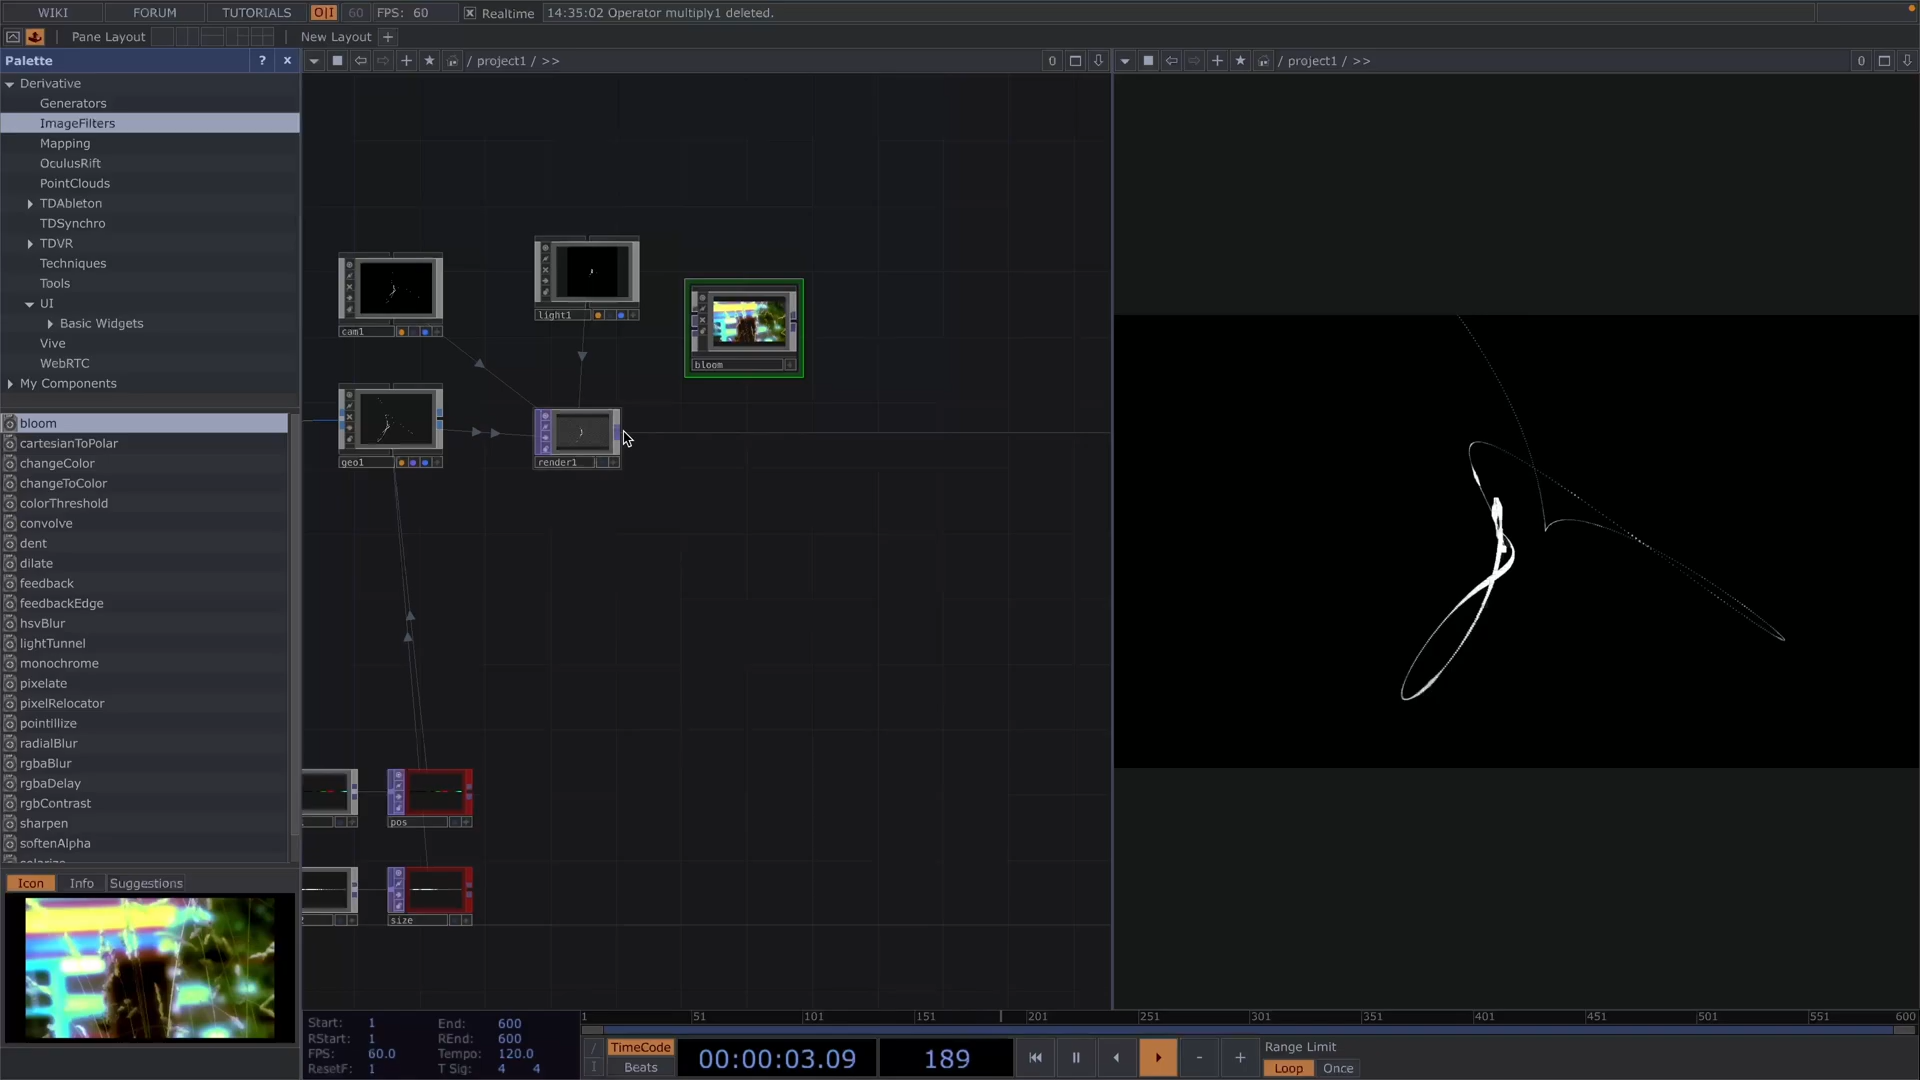 WIKI FORUM TUTORIALS O|I 60 FPS: 60 Realtime 14:35:02 Operator multiply1 deleted.
Pane Layout New Layout +
Palette ? x
/ project1 / >> 0
/ project1 / >> 0
Derivative
Generators
ImageFilters
Mapping
OculusRift
PointClouds
TDAbleton
TDSynchro
TDVR
Techniques
Tools
UI
Basic Widgets
Vive
WebRTC
My Components
bloom
cartesianToPolar
changeColor
changeToColor
colorThreshold
convolve
dent
dilate
feedback
feedbackEdge
hsvBlur
lightTunnel
monochrome
pixelate
pixelRelocator
pointillize
radialBlur
rgbaBlur
rgbaDelay
rgbContrast
sharpen
softenAlpha
solarize
Icon Info Suggestions
cam1
light1
bloom
geo1
render1
pos
size
Start: 1 End: 600
RStart: 1 REnd: 600
FPS: 60.0 Tempo: 120.0
ResetF: 1 T Sig: 4 4
1 51 101 151 201 251 301 351 401 451 501 551 600
TimeCode
Beats
00:00:03.09 189
- +
Range Limit
Loop Once